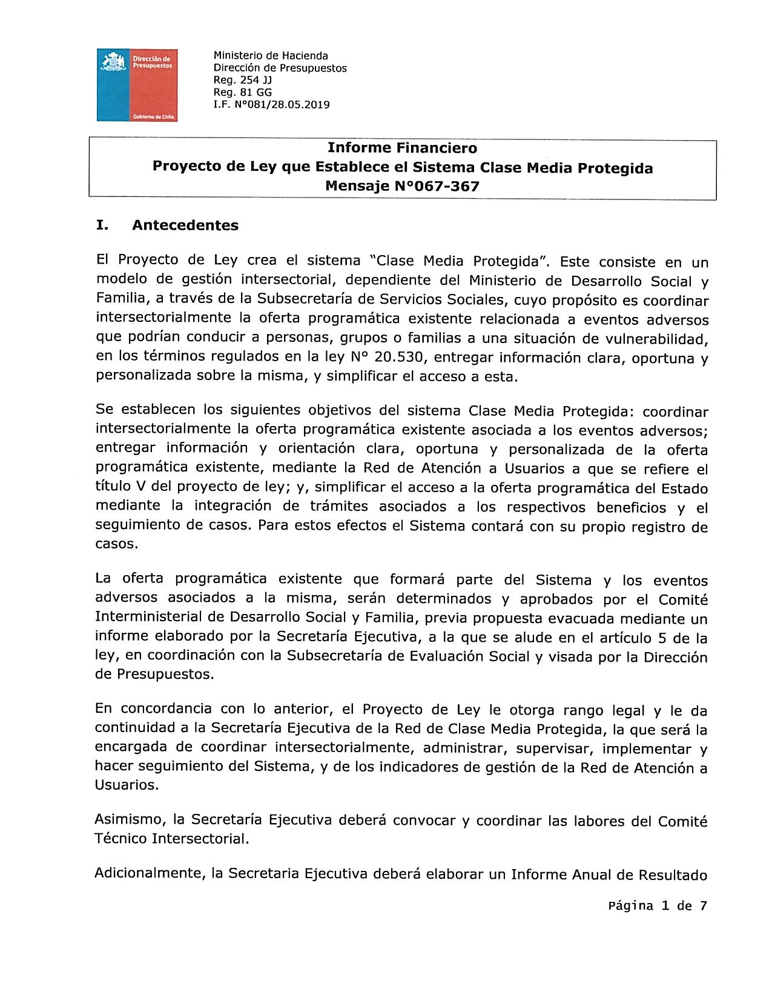 Dirección de
Presupuestos
Gobierno de Chile
Ministerio de Hacienda
Dirección de Presupuestos
Reg. 254 JJ
Reg. 81 GG
I.F. N°081/28.05.2019
Informe Financiero
Proyecto de Ley que Establece el Sistema Clase Media Protegida
Mensaje N°067-367
I. Antecedentes
El Proyecto de Ley crea el sistema "Clase Media Protegida". Este consiste en un
modelo de gestión intersectorial, dependiente del Ministerio de Desarrollo Social y
Familia, a través de la Subsecretaría de Servicios Sociales, cuyo propósito es coordinar
intersectorialmente la oferta programática existente relacionada a eventos adversos
que podrían conducir a personas, grupos o familias a una situación de vulnerabilidad,
en los términos regulados en la ley N° 20.530, entregar información clara, oportuna y
personalizada sobre la misma, y simplificar el acceso a esta.
Se establecen los siguientes objetivos del sistema Clase Media Protegida: coordinar
intersectorialmente la oferta programática existente asociada a los eventos adversos;
entregar información y orientación clara, oportuna y personalizada de la oferta
programática existente, mediante la Red de Atención a Usuarios a que se refiere el
título V del proyecto de ley; y, simplificar el acceso a la oferta programática del Estado
mediante la integración de trámites asociados a los respectivos beneficios y el
seguimiento de casos. Para estos efectos el Sistema contará con su propio registro de
casos.
La oferta programática existente que formará parte del Sistema y los eventos
adversos asociados a la misma, serán determinados y aprobados por el Comité
Interministerial de Desarrollo Social y Familia, previa propuesta evacuada mediante un
informe elaborado por la Secretaría Ejecutiva, a la que se alude en el artículo 5 de la
ley, en coordinación con la Subsecretaría de Evaluación Social y visada por la Dirección
de Presupuestos.
En concordancia con lo anterior, el Proyecto de Ley le otorga rango legal y le da
continuidad a la Secretaría Ejecutiva de la Red de Clase Media Protegida, la que será la
encargada de coordinar intersectorialmente, administrar, supervisar, implementar y
hacer seguimiento del Sistema, y de los indicadores de gestión de la Red de Atención a
Usuarios.
Asimismo, la Secretaría Ejecutiva deberá convocar y coordinar las labores del Comité
Técnico Intersectorial.
Adicionalmente, la Secretaria Ejecutiva deberá elaborar un Informe Anual de Resultado
Página 1 de 7